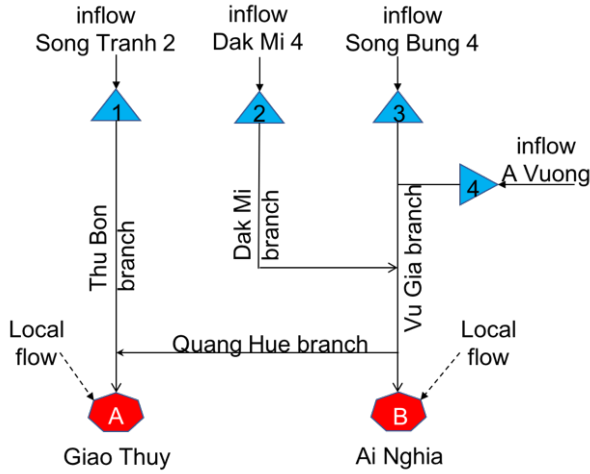 inflow
Song Tranh 2
inflow
Dak Mi 4
inflow
Song Bung 4
1
2
3
inflow
A Vuong
4
Thu Bon
branch
Dak Mi
branch
Vu Gia branch
Quang Hue branch
Local
flow
Local
flow
A
B
Giao Thuy
Ai Nghia